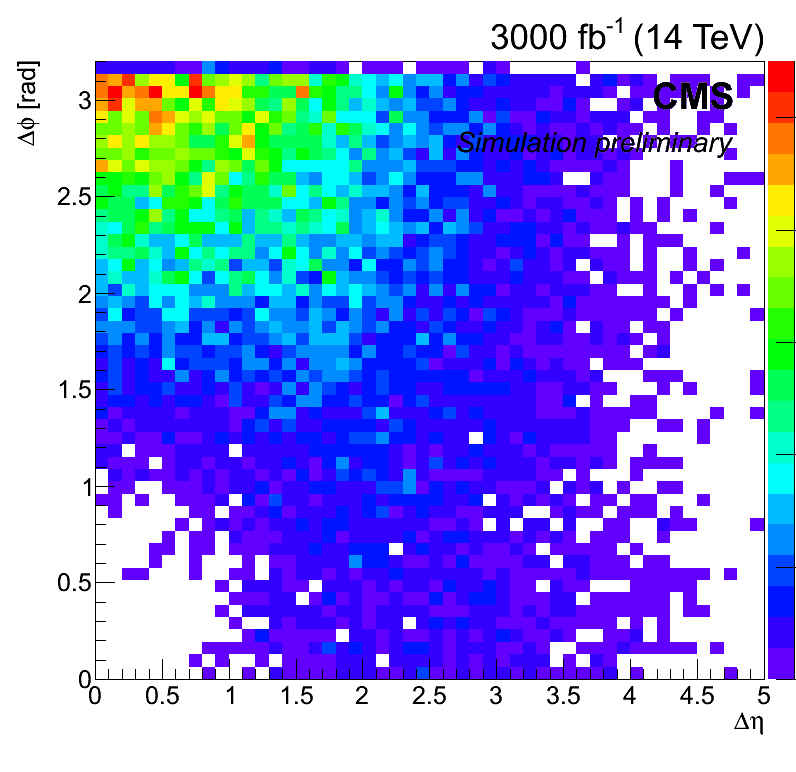 3000 fb⁻¹ (14 TeV)
CMS
Simulation preliminary
Δϕ [rad]
3
2.5
2
1.5
1
0.5
0
0 0.5 1 1.5 2 2.5 3 3.5 4 4.5 5
Δη